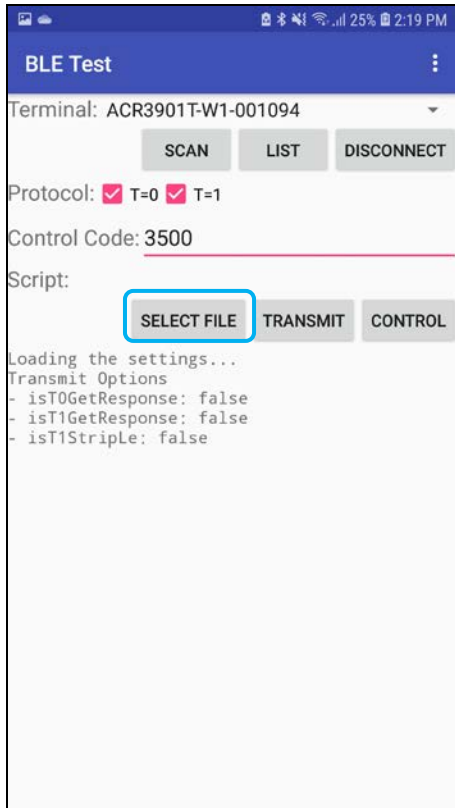 25% 2:19 PM
BLE Test
Terminal: ACR3901T-W1-001094
SCAN LIST DISCONNECT
Protocol: T=0 T=1
Control Code: 3500
Script:
SELECT FILE TRANSMIT CONTROL
Loading the settings...
Transmit Options
- isT0GetResponse: false
- isT1GetResponse: false
- isT1StripLe: false